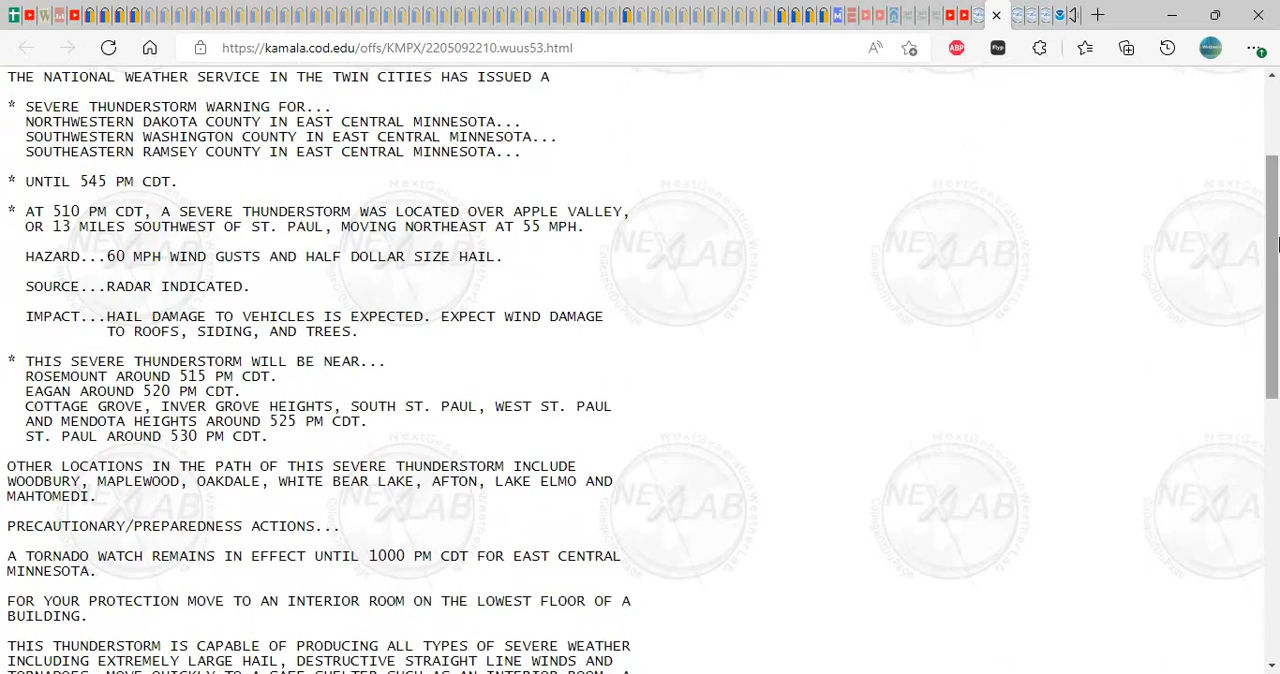 https://kamala.cod.edu/offs/KMPX/2205092210.wuus53.html
THE NATIONAL WEATHER SERVICE IN THE TWIN CITIES HAS ISSUED A
* SEVERE THUNDERSTORM WARNING FOR...
NORTHWESTERN DAKOTA COUNTY IN EAST CENTRAL MINNESOTA...
SOUTHWESTERN WASHINGTON COUNTY IN EAST CENTRAL MINNESOTA...
SOUTHEASTERN RAMSEY COUNTY IN EAST CENTRAL MINNESOTA...
* UNTIL 545 PM CDT.
* AT 510 PM CDT, A SEVERE THUNDERSTORM WAS LOCATED OVER APPLE VALLEY,
OR 13 MILES SOUTHWEST OF ST. PAUL, MOVING NORTHEAST AT 55 MPH.
HAZARD...60 MPH WIND GUSTS AND HALF DOLLAR SIZE HAIL.
SOURCE...RADAR INDICATED.
IMPACT...HAIL DAMAGE TO VEHICLES IS EXPECTED. EXPECT WIND DAMAGE
TO ROOFS, SIDING, AND TREES.
* THIS SEVERE THUNDERSTORM WILL BE NEAR...
ROSEMOUNT AROUND 515 PM CDT.
EAGAN AROUND 520 PM CDT.
COTTAGE GROVE, INVER GROVE HEIGHTS, SOUTH ST. PAUL, WEST ST. PAUL
AND MENDOTA HEIGHTS AROUND 525 PM CDT.
ST. PAUL AROUND 530 PM CDT.
OTHER LOCATIONS IN THE PATH OF THIS SEVERE THUNDERSTORM INCLUDE
WOODBURY, MAPLEWOOD, OAKDALE, WHITE BEAR LAKE, AFTON, LAKE ELMO AND
MAHTOMEDI.
PRECAUTIONARY/PREPAREDNESS ACTIONS...
A TORNADO WATCH REMAINS IN EFFECT UNTIL 1000 PM CDT FOR EAST CENTRAL
MINNESOTA.
FOR YOUR PROTECTION MOVE TO AN INTERIOR ROOM ON THE LOWEST FLOOR OF A
BUILDING.
THIS THUNDERSTORM IS CAPABLE OF PRODUCING ALL TYPES OF SEVERE WEATHER
INCLUDING EXTREMELY LARGE HAIL, DESTRUCTIVE STRAIGHT LINE WINDS AND
TORNADOES. MOVE QUICKLY TO A SAFE SHELTER SUCH AS AN INTERIOR ROOM, A